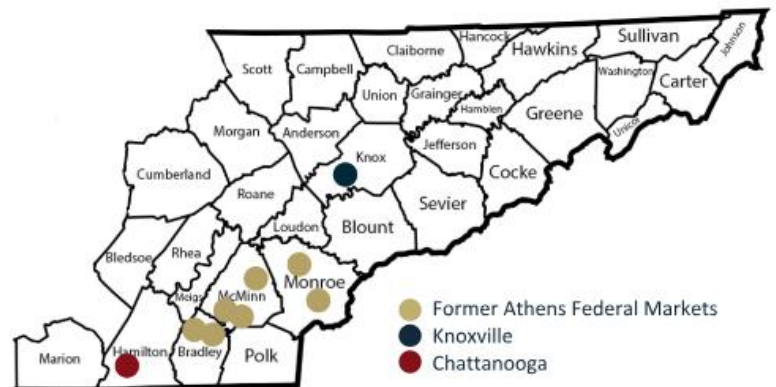 Hancock
Sullivan
Johnson
Claiborne
Hawkins
Scott
Campbell
Washington
Carter
Union
Grainger
Hamblen
Greene
Unicoi
Morgan
Anderson
Knox
Jefferson
Cumberland
Cocke
Roane
Sevier
Loudon
Blount
Bledsoe
Rhea
Meigs
McMinn
Monroe
Marion
Hamilton
Bradley
Polk
Former Athens Federal Markets
Knoxville
Chattanooga